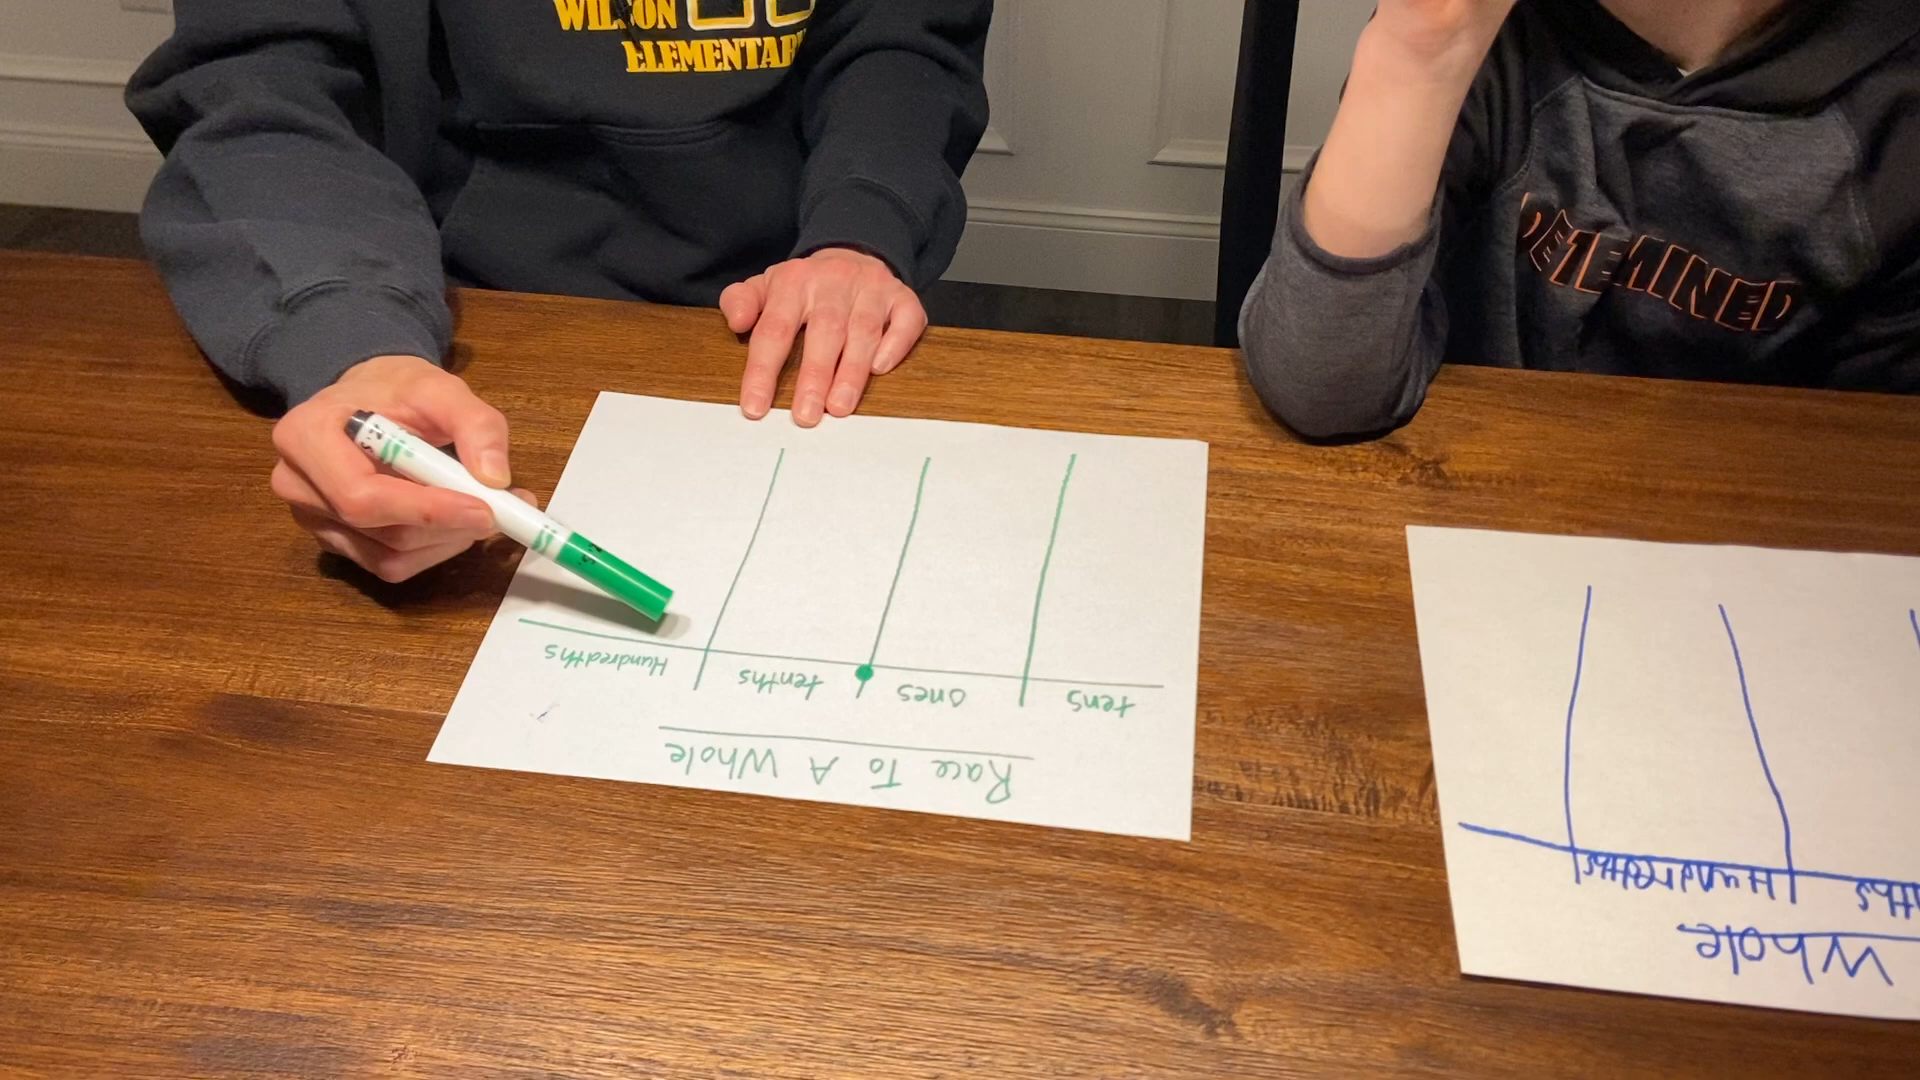 WILSON
ELEMENTARY
DETERMINED
Race To A Whole
tens ones tenths Hundredths
Whole
ths Hundredths